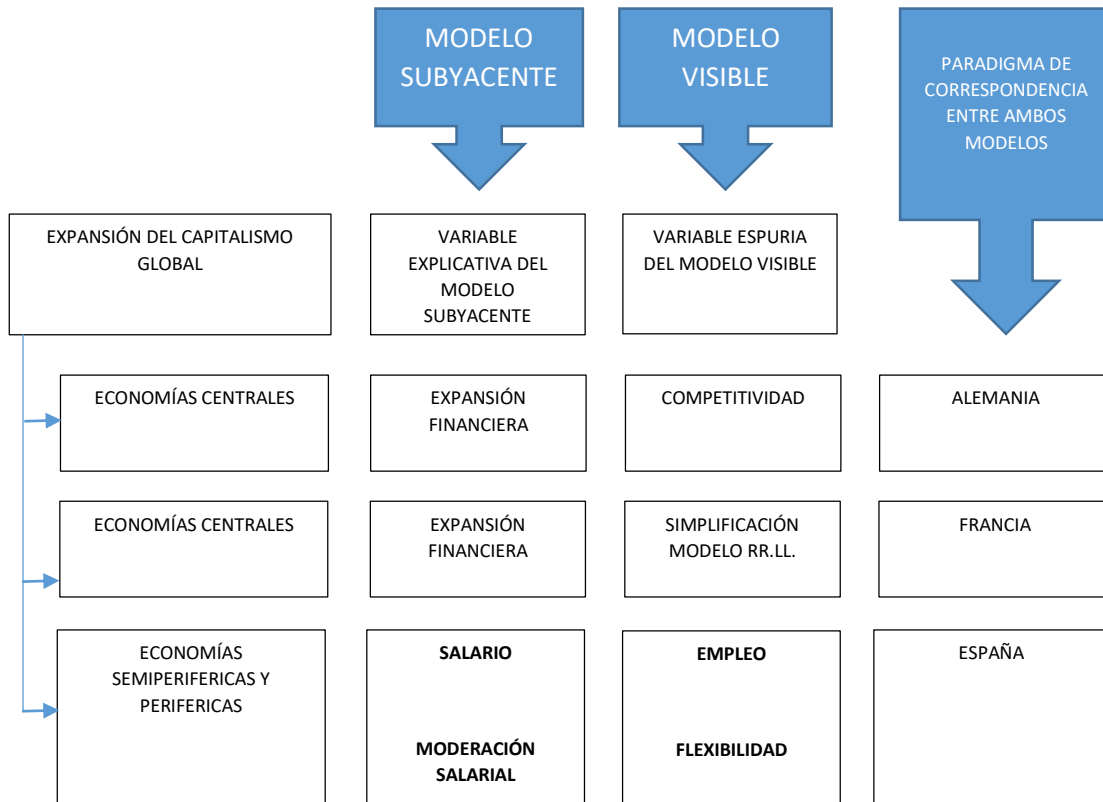 MODELO
SUBYACENTE
MODELO
VISIBLE
PARADIGMA DE
CORRESPONDENCIA
ENTRE AMBOS
MODELOS
EXPANSIÓN DEL CAPITALISMO
GLOBAL
VARIABLE
EXPLICATIVA DEL
MODELO
SUBYACENTE
VARIABLE ESPURIA
DEL MODELO VISIBLE
ECONOMÍAS CENTRALES
EXPANSIÓN
FINANCIERA
COMPETITIVIDAD
ALEMANIA
ECONOMÍAS CENTRALES
EXPANSIÓN
FINANCIERA
SIMPLIFICACIÓN
MODELO RR.LL.
FRANCIA
ECONOMÍAS
SEMIPERIFERICAS Y
PERIFERICAS
SALARIO
MODERACIÓN
SALARIAL
EMPLEO
FLEXIBILIDAD
ESPAÑA